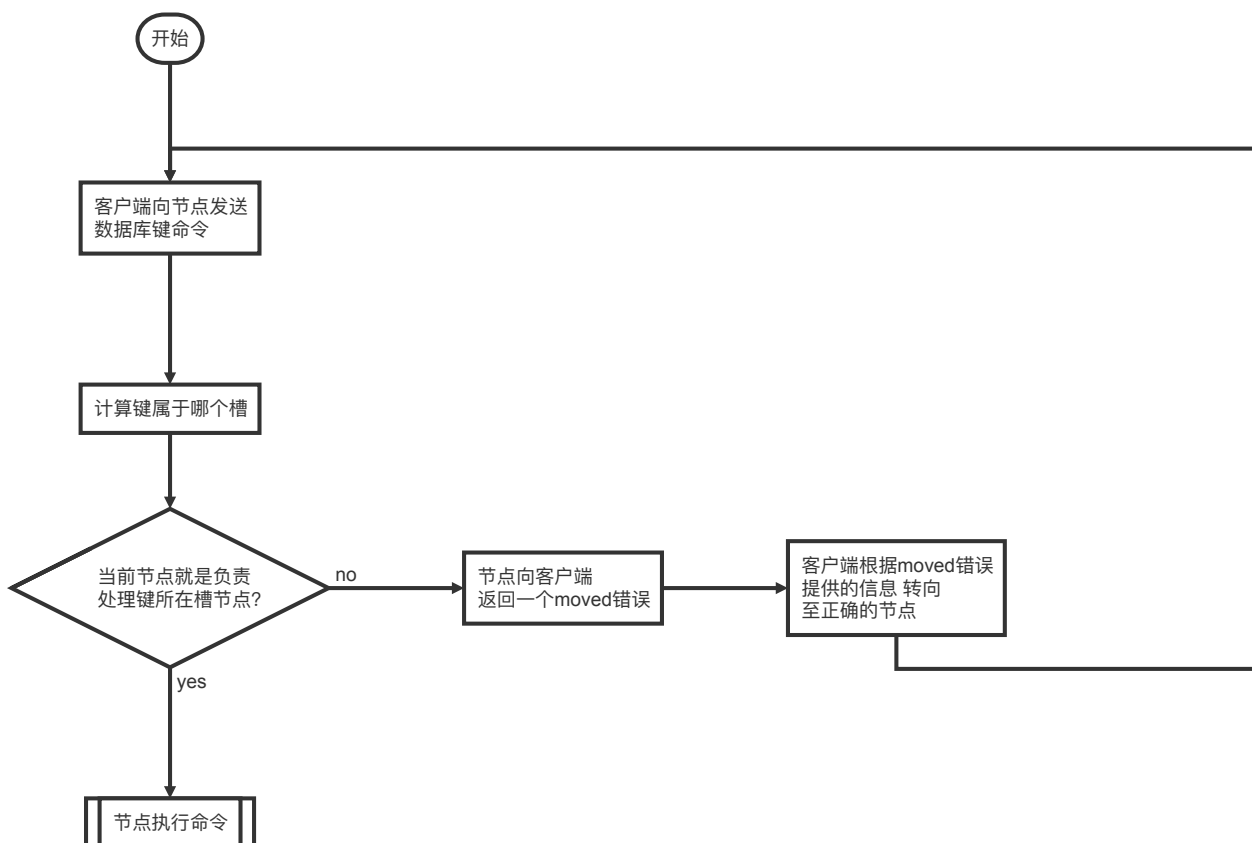 开始
客户端向节点发送
数据库键命令
计算键属于哪个槽
当前节点就是负责
处理键所在槽节点?
no
节点向客户端
返回一个moved错误
客户端根据moved错误
提供的信息 转向
至正确的节点
yes
节点执行命令